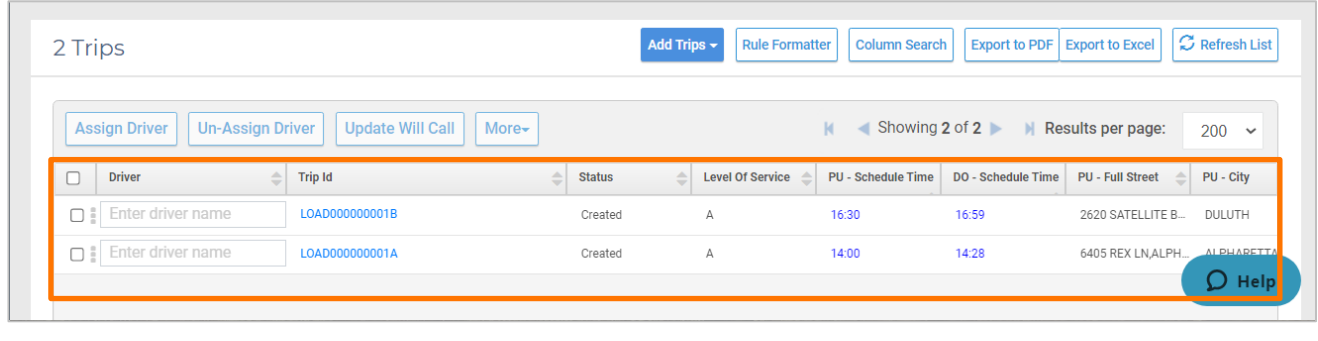 2 Trips Add Trips Rule Formatter Column Search Export to PDF Export to Excel Refresh List
Assign Driver Un-Assign Driver Update Will Call More Showing 2 of 2 Results per page: 200
Driver Trip Id Status Level Of Service PU - Schedule Time DO - Schedule Time PU - Full Street PU - City
Enter driver name LOAD000000001B Created A 16:30 16:59 2620 SATELLITE B... DULUTH
Enter driver name LOAD000000001A Created A 14:00 14:28 6405 REX LN,ALPH... ALPHARETTA
Help